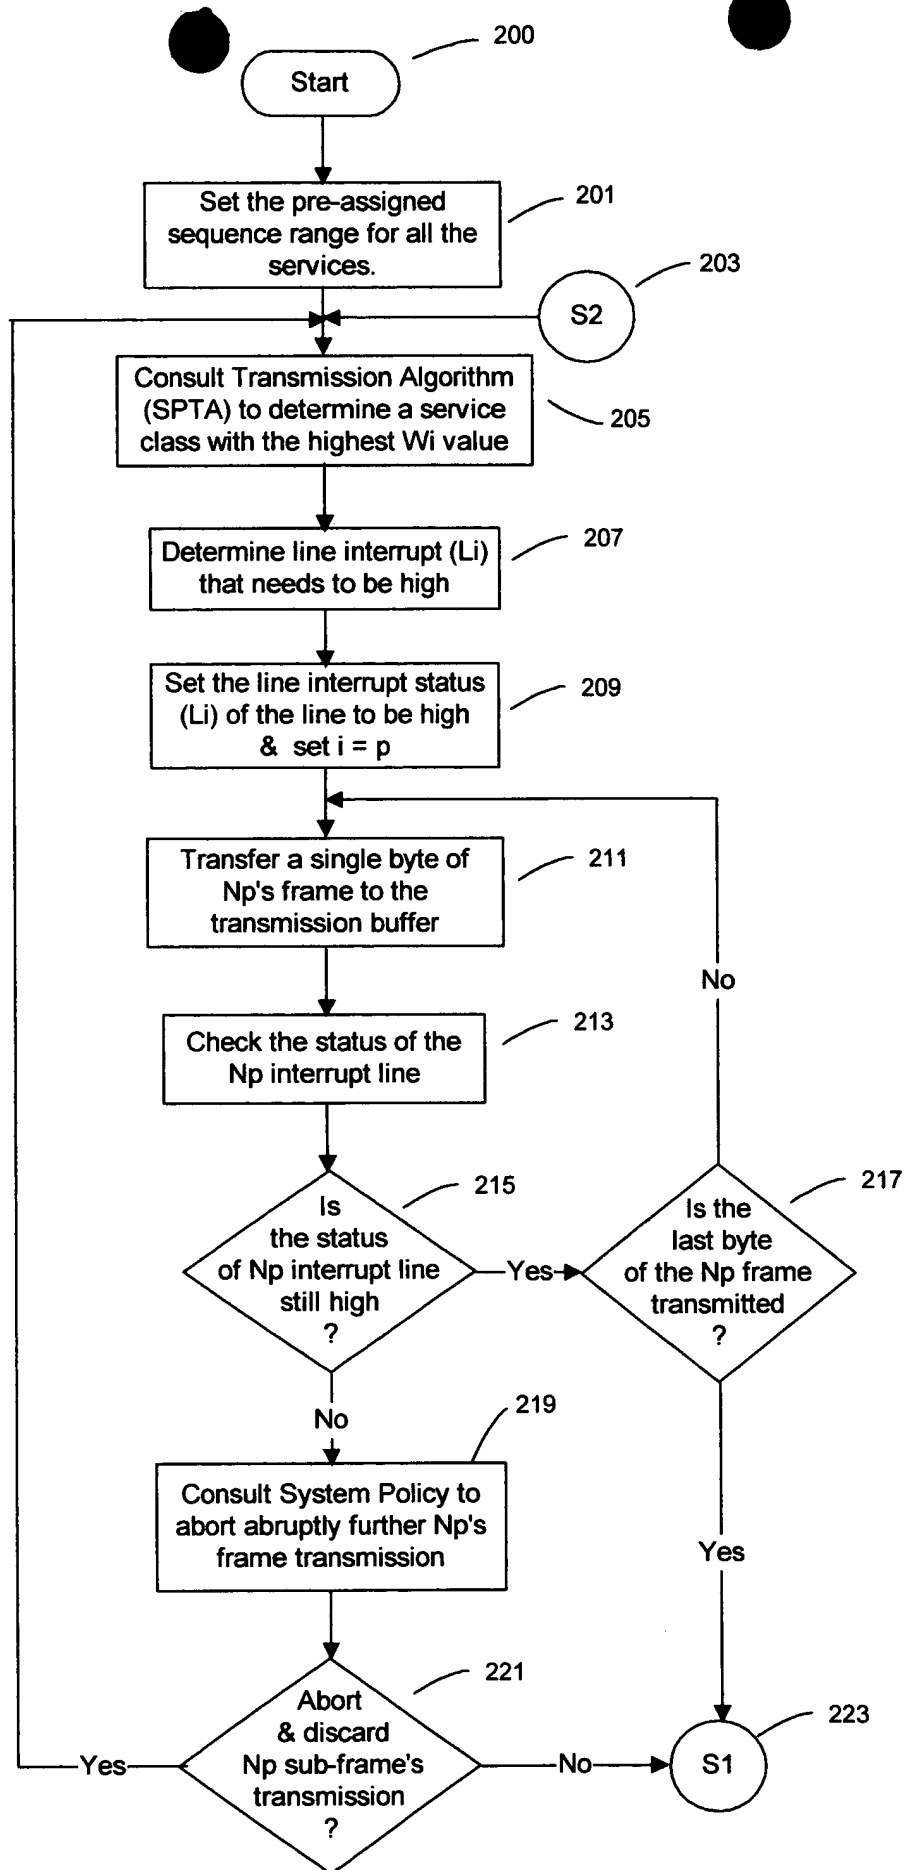 200
Start
201
Set the pre-assigned
sequence range for all the
services.
203
S2
Consult Transmission Algorithm
(SPTA) to determine a service
class with the highest Wi value
205
207
Determine line interrupt (Li)
that needs to be high
209
Set the line interrupt status
(Li) of the line to be high
& set i = p
211
Transfer a single byte of
Np's frame to the
transmission buffer
No
213
Check the status of the
Np interrupt line
215
Is
the status
of Np interrupt line
still high
?
Yes
217
Is the
last byte
of the Np frame
transmitted
?
No
219
Consult System Policy to
abort abruptly further Np's
frame transmission
Yes
221
Abort
& discard
Np sub-frame's
transmission
?
Yes
No
223
S1